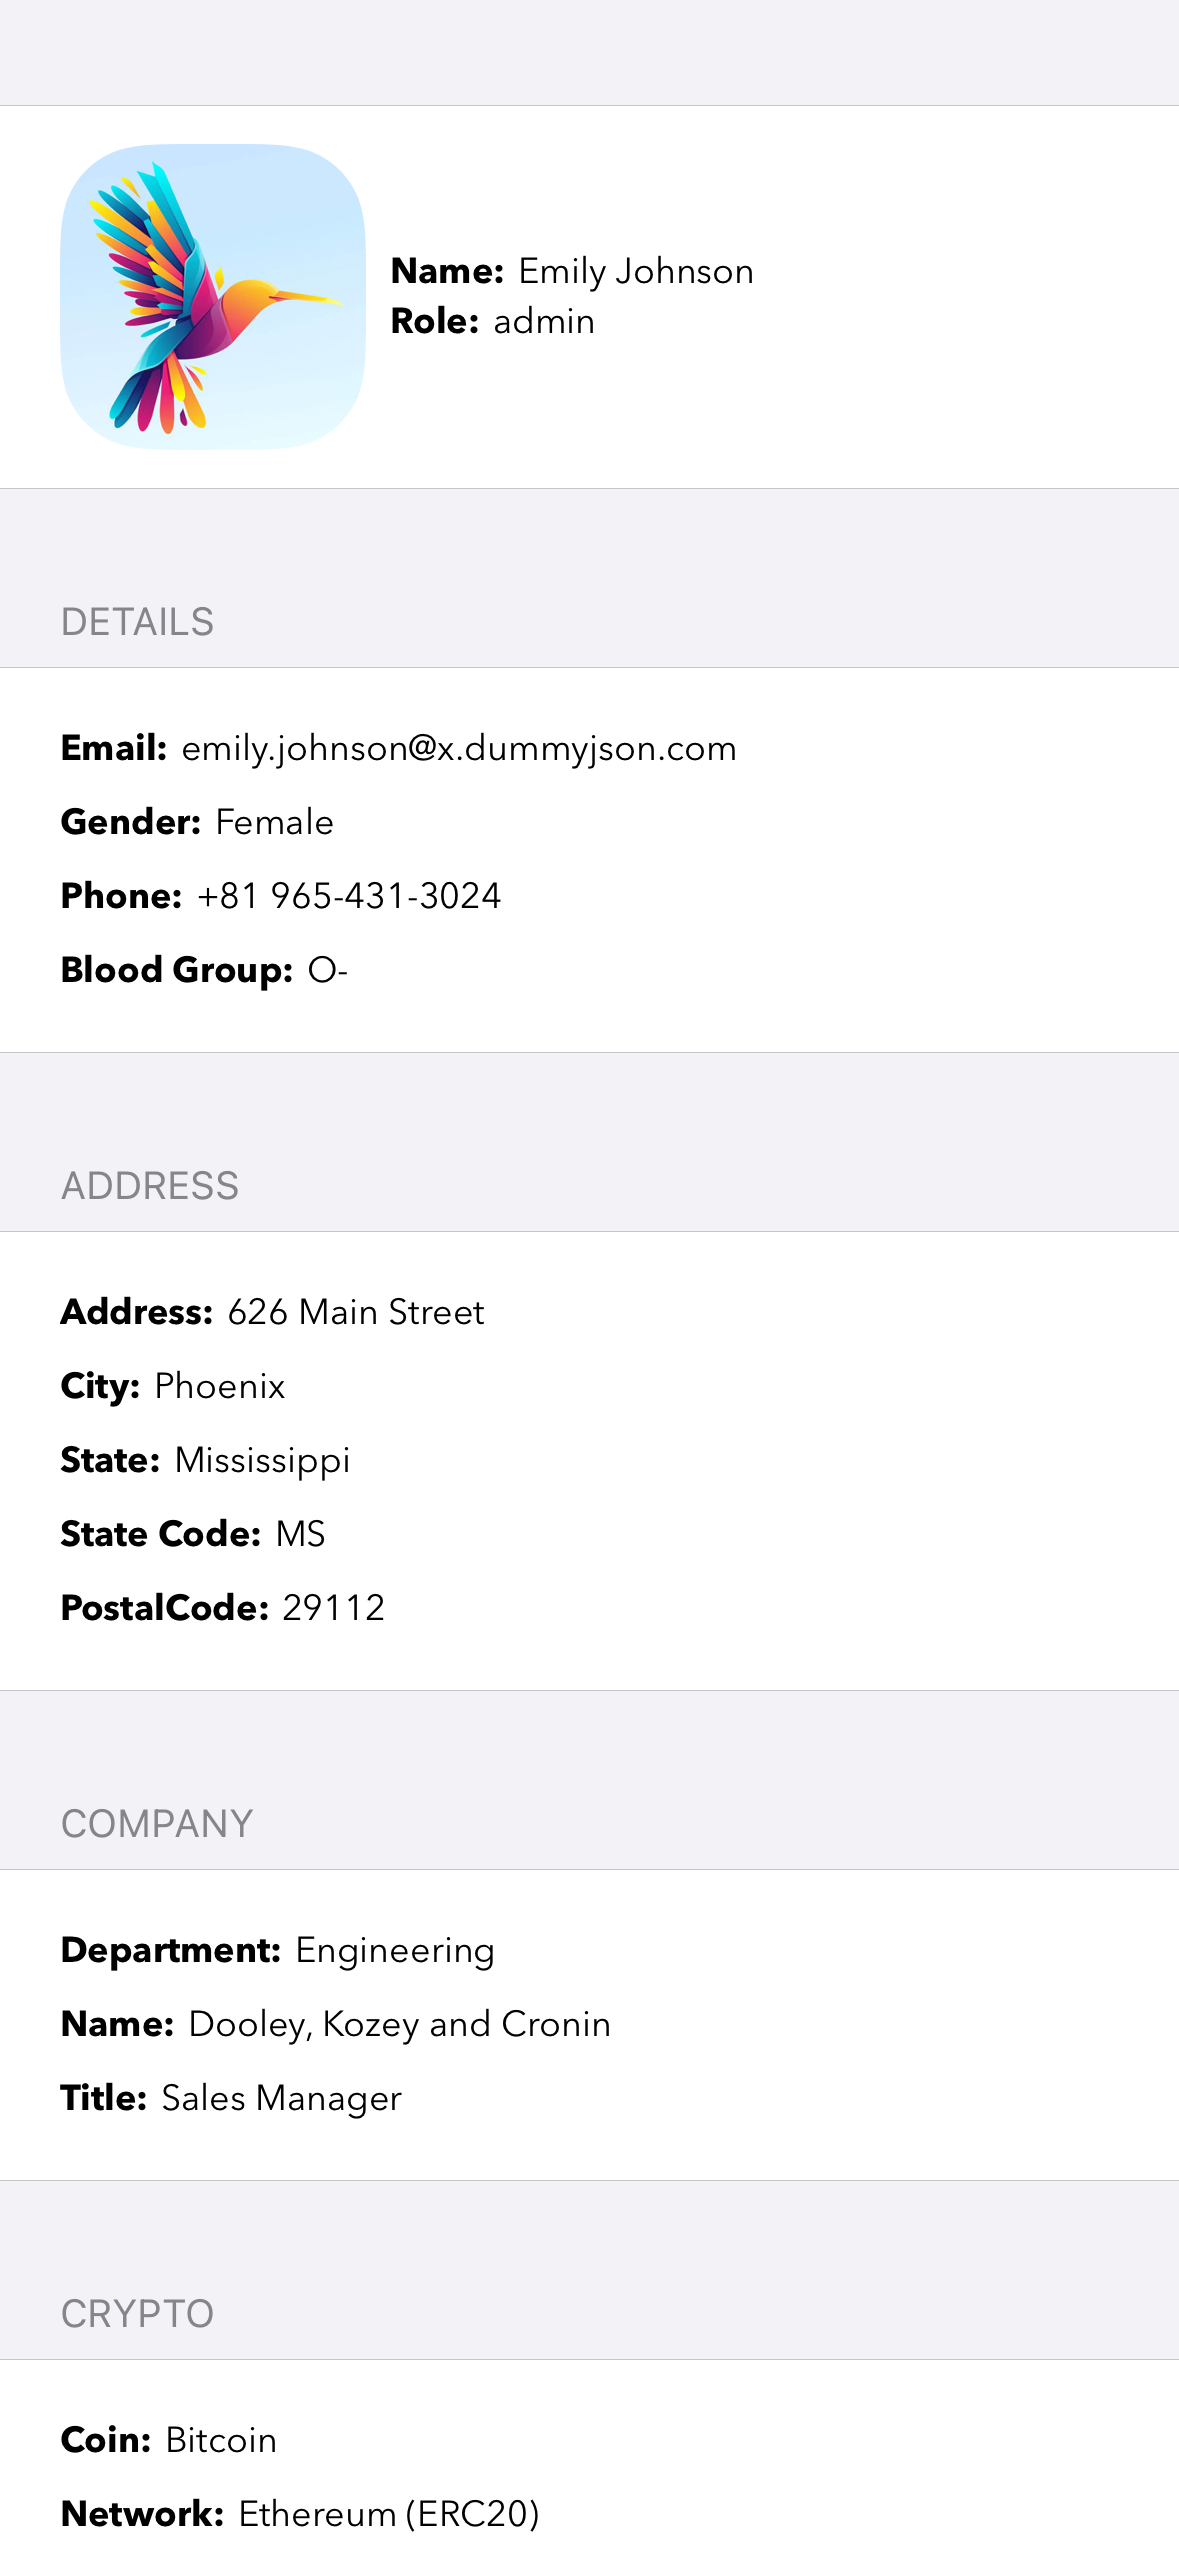 Name: Emily Johnson
Role: admin
DETAILS
Email: emily.johnson@x.dummyjson.com
Gender: Female
Phone: +81 965-431-3024
Blood Group: O-
ADDRESS
Address: 626 Main Street
City: Phoenix
State: Mississippi
State Code: MS
PostalCode: 29112
COMPANY
Department: Engineering
Name: Dooley, Kozey and Cronin
Title: Sales Manager
CRYPTO
Coin: Bitcoin
Network: Ethereum (ERC20)